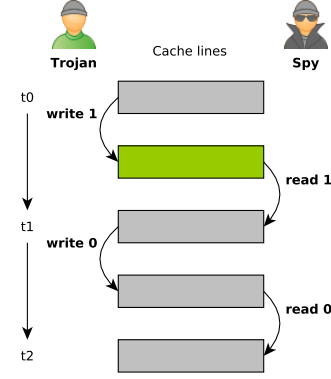 Cache lines
Trojan
Spy
t0
write 1
read 1
t1
write 0
read 0
t2